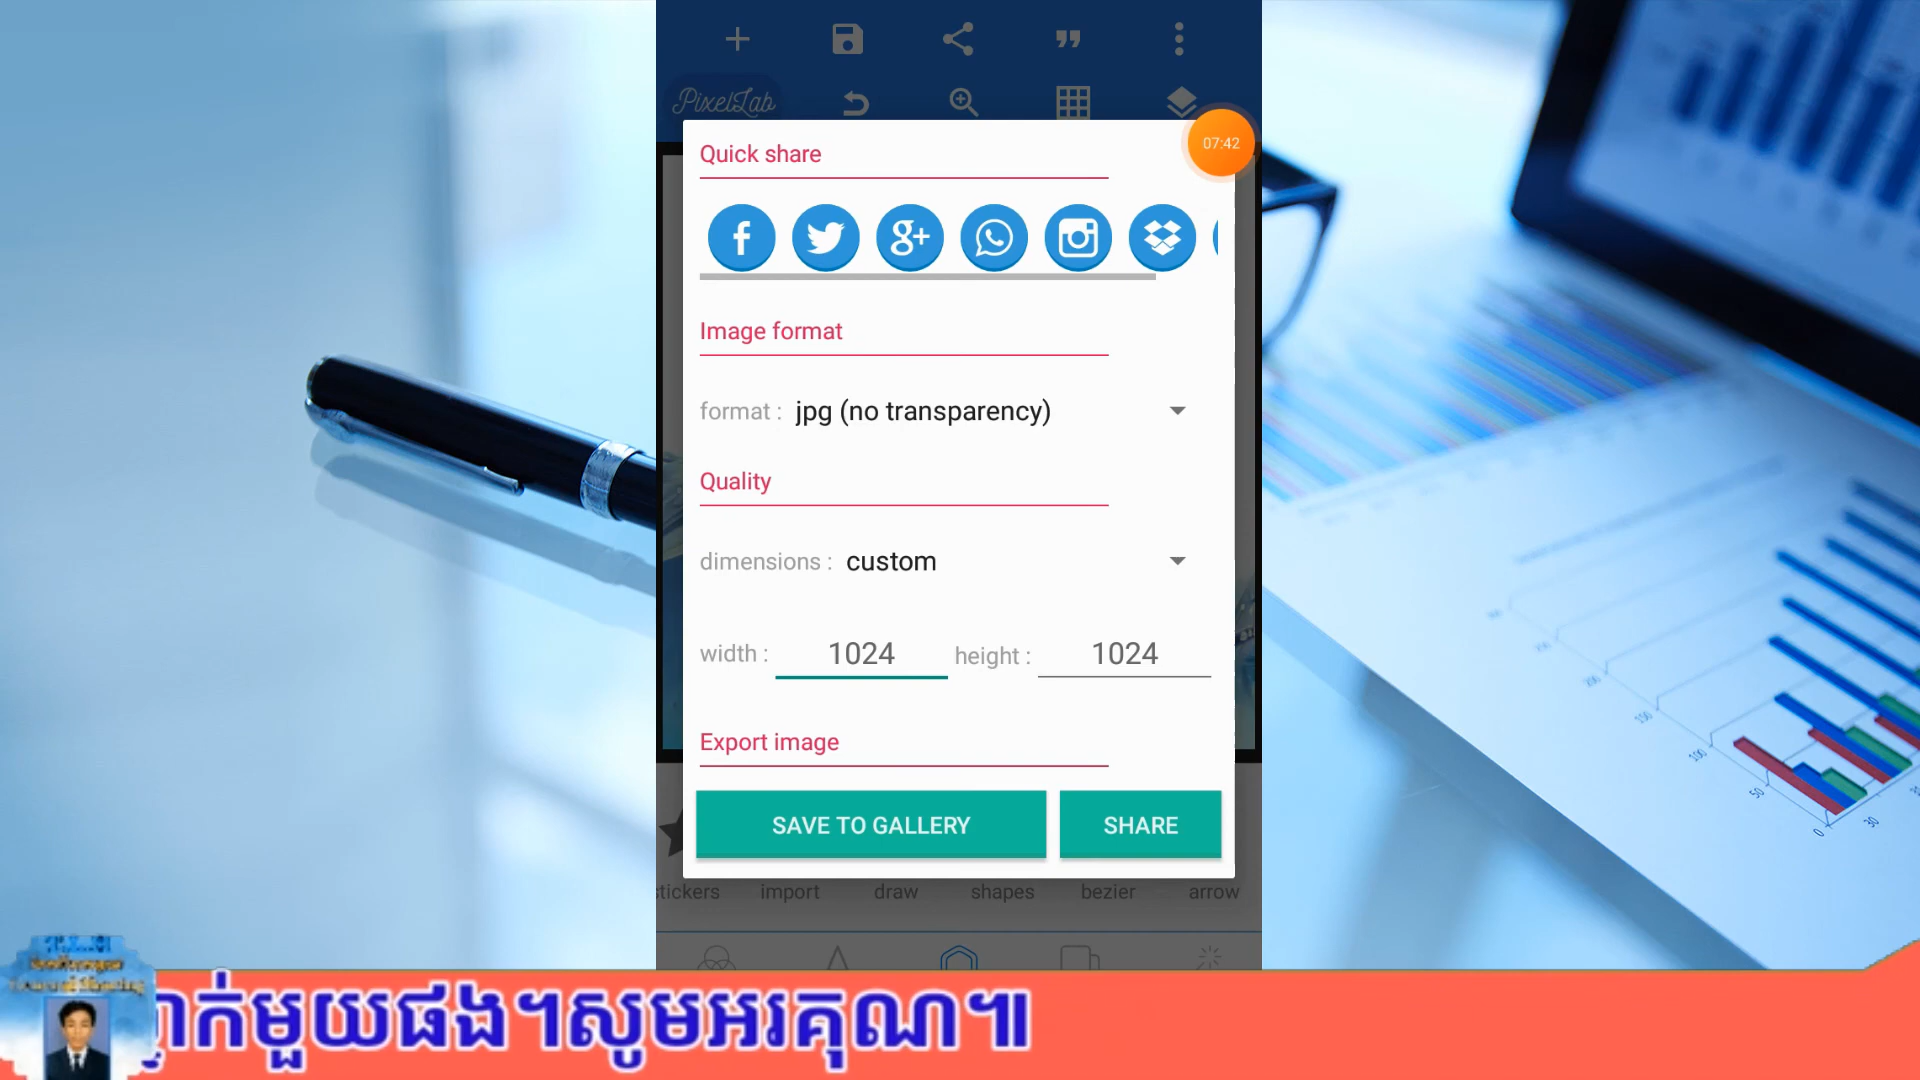 PixelLab
07:42
Quick share
Image format
format : jpg (no transparency)
Quality
dimensions : custom
width : 1024 height : 1024
Export image
SAVE TO GALLERY SHARE
tickers import draw shapes bezier arrow
ក់មួយផង។សូមអរគុណ៕